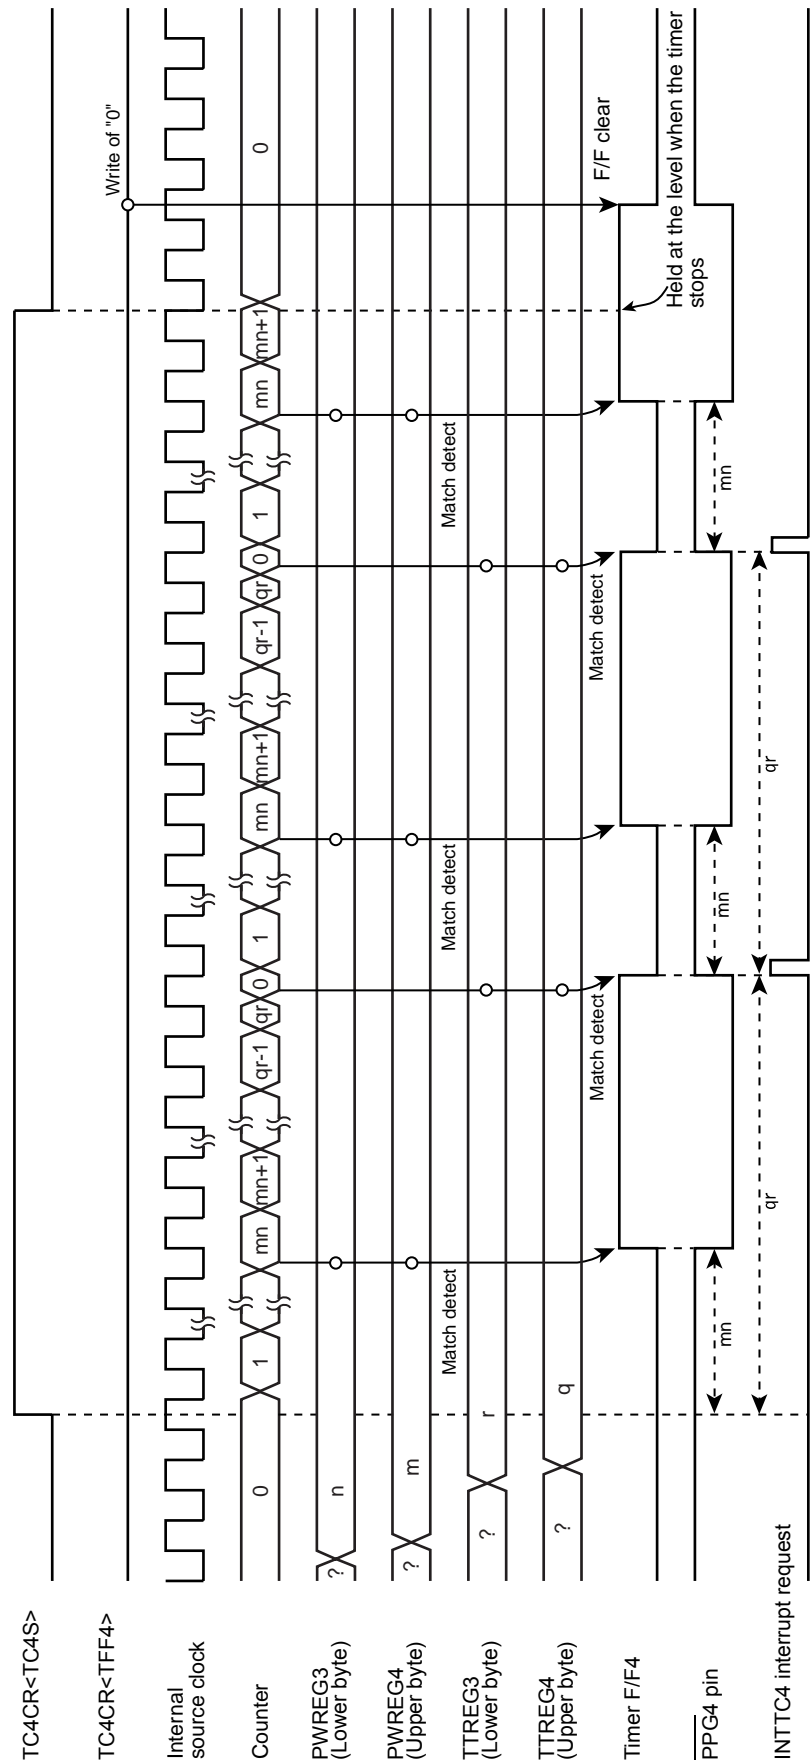 TC4CR<TC4S>
TC4CR<TFF4>
Write of "0"
Internal
source clock
Counter
0
1
mn
mn+1
qr-1
qr
0
1
mn
mn+1
qr-1
qr
0
1
mn
mn+1
0
PWREG3
(Lower byte)
?
n
PWREG4
(Upper byte)
?
m
Match detect
Match detect
Match detect
TTREG3
(Lower byte)
?
r
TTREG4
(Upper byte)
?
q
Match detect
Match detect
F/F clear
Timer F/F4
Held at the level when the timer
stops
PPG4 pin
mn
mn
mn
qr
qr
INTTC4 interrupt request